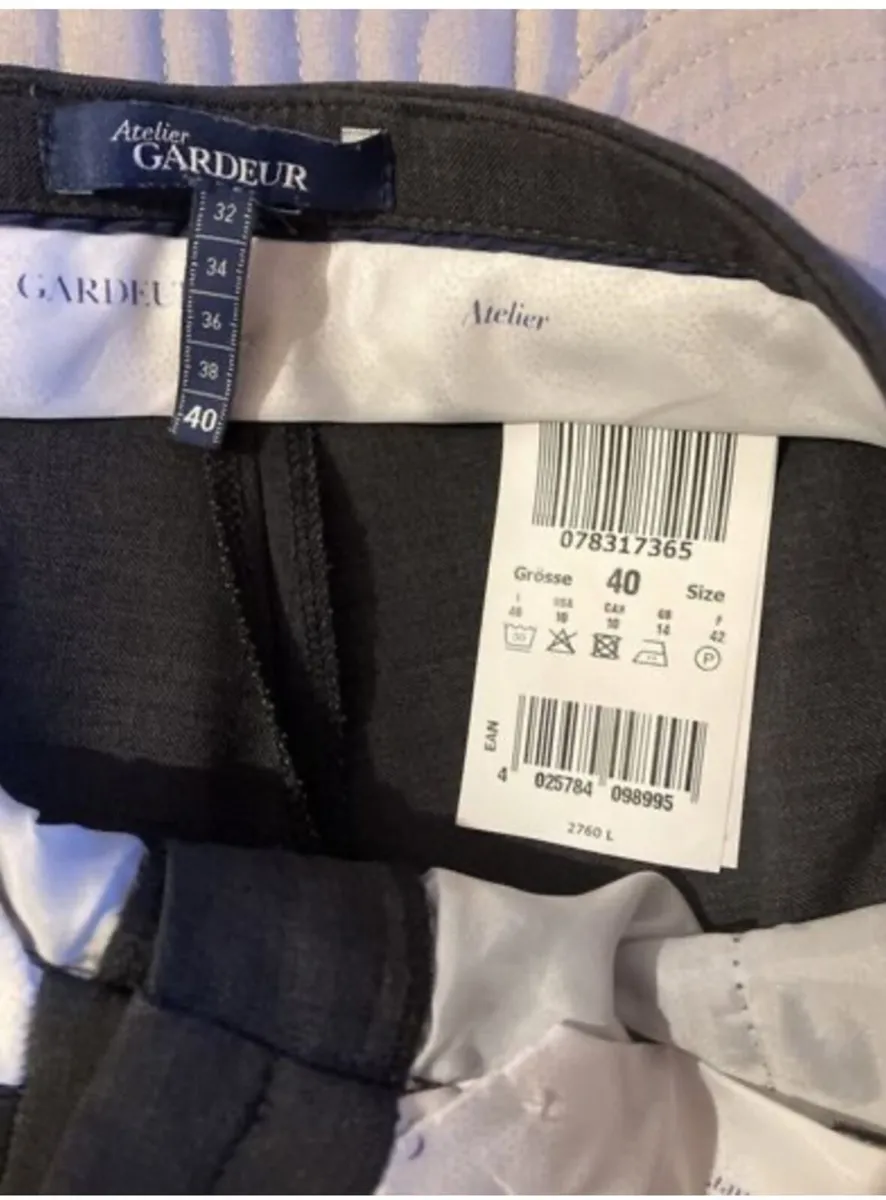 Atelier
GARDEUR
32
34
36
38
40
GARDEU
Atelier
078317365
Grösse 40 Size
I USA CAN GB F
46 10 10 14 42
30
P
EAN
4 025784 098995
2760 L